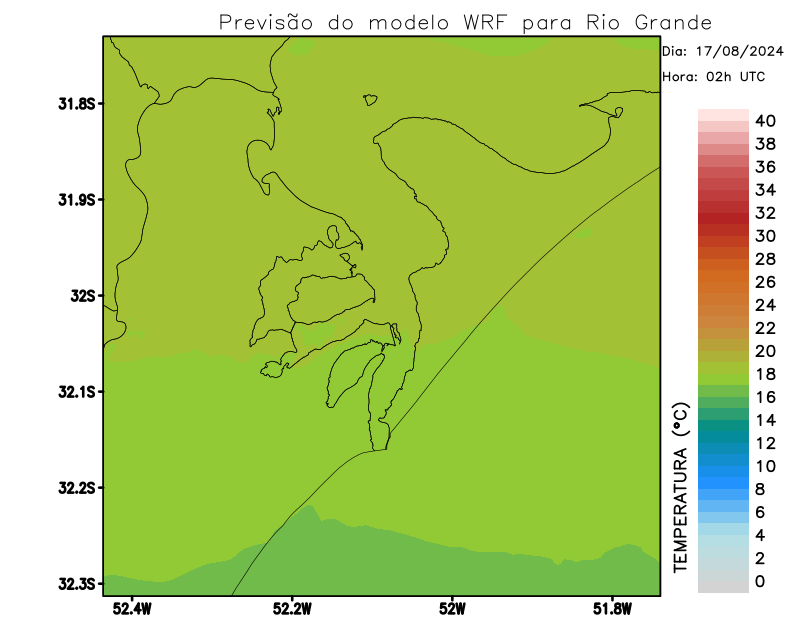 Previsão do modelo WRF para Rio Grande
Dia: 17/08/2024
Hora: 02h UTC
31.8S
31.9S
32S
32.1S
32.2S
32.3S
52.4W
52.2W
52W
51.8W
TEMPERATURA (°C)
40
38
36
34
32
30
28
26
24
22
20
18
16
14
12
10
8
6
4
2
0